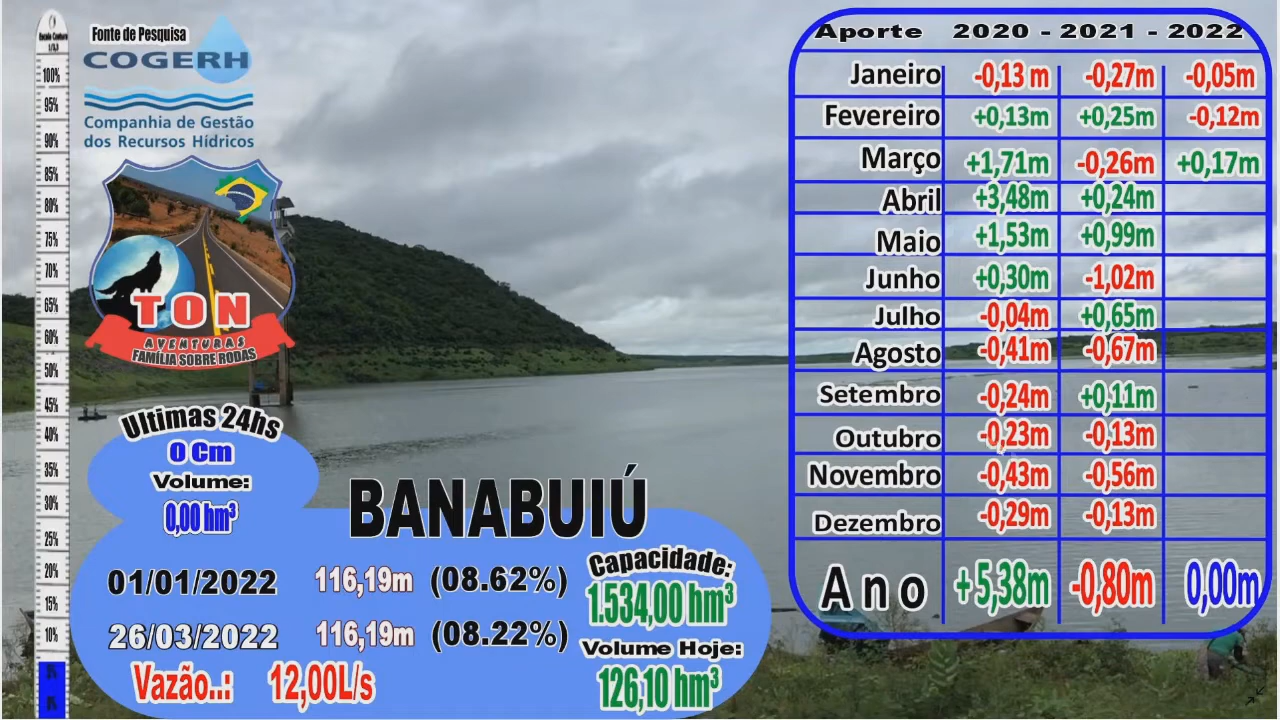 Fonte de Pesquisa
COGERH
Companhia de Gestão
dos Recursos Hídricos
TON
AVENTURAS
FAMÍLIA SOBRE RODAS
100%
95%
90%
85%
80%
75%
70%
65%
60%
50%
45%
40%
35%
30%
25%
20%
15%
10%
Ultimas 24hs
0 Cm
Volume:
0,00 hm³
BANABUIÚ
01/01/2022 116,19m (08.62%)
26/03/2022 116,19m (08.22%)
Vazão..: 12,00L/s
Capacidade:
1.534,00 hm³
Volume Hoje:
126,10 hm³
Aporte 2020 - 2021 - 2022
Janeiro -0,13 m -0,27m -0,05m
Fevereiro +0,13m +0,25m -0,12m
Março +1,71m -0,26m +0,17m
Abril +3,48m +0,24m
Maio +1,53m +0,99m
Junho +0,30m -1,02m
Julho -0,04m +0,65m
Agosto -0,41m -0,67m
Setembro -0,24m +0,11m
Outubro -0,23m -0,13m
Novembro -0,43m -0,56m
Dezembro -0,29m -0,13m
Ano +5,38m -0,80m 0,00m